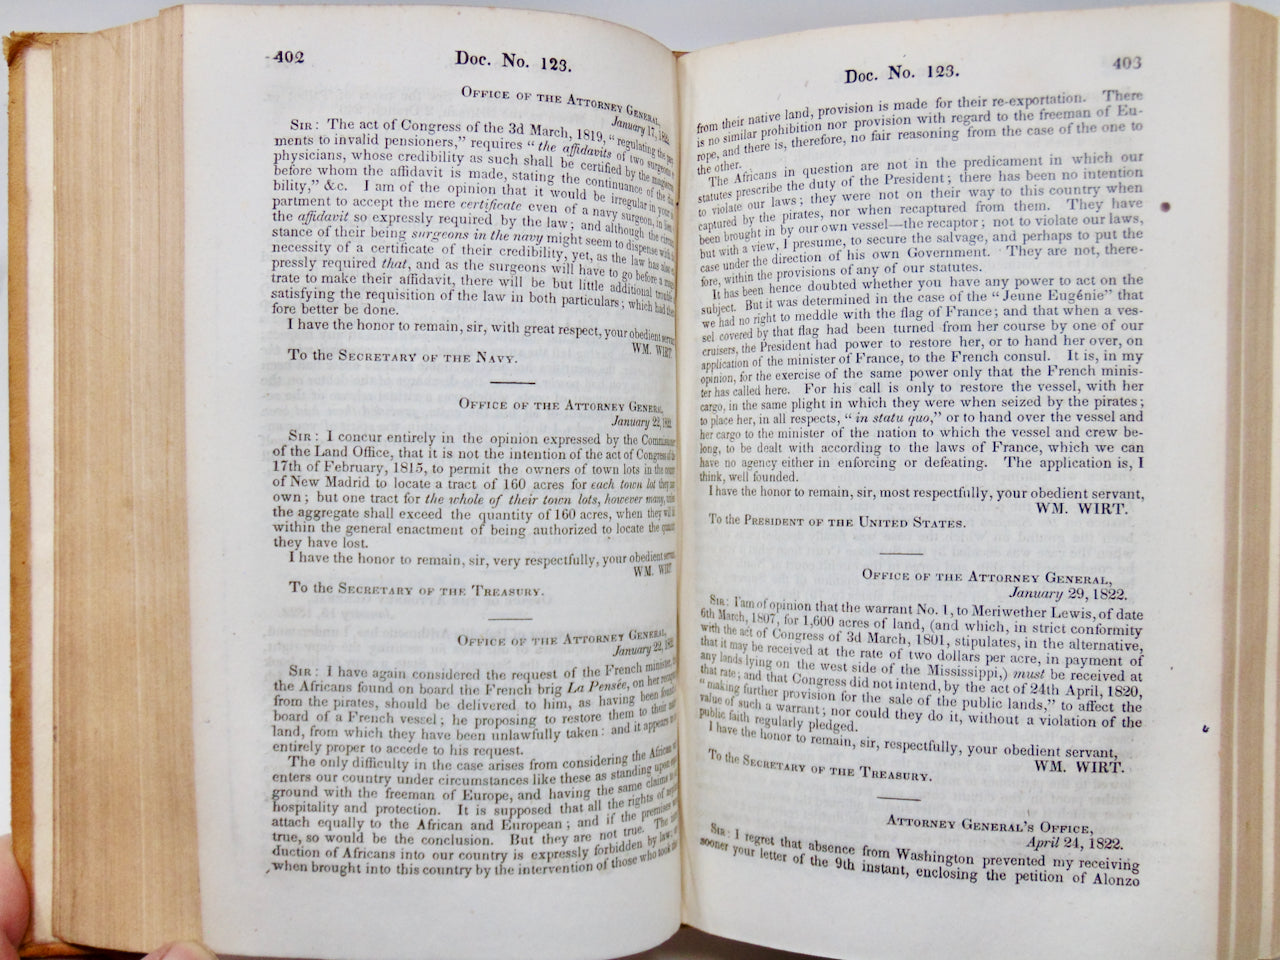 402
Doc. No. 123.
Office of the Attorney General,
January 17, 1822.
Sir: The act of Congress of the 3d March, 1819, "regulating the pay
ments to invalid pensioners," requires "the affidavits of two surgeons or
physicians, whose credibility as such shall be certified by the magistrate
before whom the affidavit is made, stating the continuance of the disa-
bility," &c. I am of the opinion that it would be irregular in your
partment to accept the mere certificate even of a navy surgeon, in lieu
the affidavit so expressly required by the law; and although the circum
stance of their being surgeons in the navy might seem to dispense with the
necessity of a certificate of their credibility, yet, as the law has also
pressly required that, and as the surgeons will have to go before a magis
trate to make their affidavit, there will be but little additional trouble
satisfying the requisition of the law in both particulars; which had there
fore better be done.
I have the honor to remain, sir, with great respect, your obedient servant
WM. WIRT.
To the Secretary of the Navy.
Office of the Attorney General,
January 22, 1822
Sir: I concur entirely in the opinion expressed by the Commissioner
of the Land Office, that it is not the intention of the act of Congress of the
17th of February, 1815, to permit the owners of town lots in the county
of New Madrid to locate a tract of 160 acres for each town lot they may
own; but one tract for the whole of their town lots, however many, unless
the aggregate shall exceed the quantity of 160 acres, when they will be
within the general enactment of being authorized to locate the quantity
they have lost.
I have the honor to remain, sir, very respectfully, your obedient servant,
WM. WIRT
To the Secretary of the Treasury.
Office of the Attorney General,
January 22, 182
Sir: I have again considered the request of the French minister, that
the Africans found on board the French brig La Pensée, on her recapture
from the pirates, should be delivered to him, as having been found
board of a French vessel; he proposing to restore them to their native
land, from which they have been unlawfully taken: and it appears to
entirely proper to accede to his request.
The only difficulty in the case arises from considering the African
enters our country under circumstances like these as standing upon
ground with the freeman of Europe, and having the same claims to
hospitality and protection. It is supposed that all the rights of
attach equally to the African and European; and if the premises were
true, so would be the conclusion. But they are not true. The
duction of Africans into our country is expressly forbidden by law;
when brought into this country by the intervention of those who took them
Doc. No. 123.
403
from their native land, provision is made for their re-exportation. There
is no similar prohibition nor provision with regard to the freeman of Eu-
rope, and there is, therefore, no fair reasoning from the case of the one to
the other.
The Africans in question are not in the predicament in which our
statutes prescribe the duty of the President; there has been no intention
to violate our laws; they were not on their way to this country when
captured by the pirates, nor when recaptured from them. They have
been brought in by our own vessel—the recaptor; not to violate our laws,
but with a view, I presume, to secure the salvage, and perhaps to put the
case under the direction of his own Government. They are not, there-
fore, within the provisions of any of our statutes.
It has been hence doubted whether you have any power to act on the
subject. But it was determined in the case of the "Jeune Eugénie" that
we had no right to meddle with the flag of France; and that when a ves-
sel covered by that flag had been turned from her course by one of our
cruisers, the President had power to restore her, or to hand her over, on
application of the minister of France, to the French consul. It is, in my
opinion, for the exercise of the same power only that the French minis-
ter has called here. For his call is only to restore the vessel, with her
cargo, in the same plight in which they were when seized by the pirates;
to place her, in all respects, "in statu quo," or to hand over the vessel and
her cargo to the minister of the nation to which the vessel and crew be-
long, to be dealt with according to the laws of France, which we can
have no agency either in enforcing or defeating. The application is, I
think, well founded.
I have the honor to remain, sir, most respectfully, your obedient servant,
WM. WIRT.
To the President of the United States.
Office of the Attorney General,
January 29, 1822.
Sir: I am of opinion that the warrant No. 1, to Meriwether Lewis, of date
6th March, 1807, for 1,600 acres of land, (and which, in strict conformity
with the act of Congress of 3d March, 1801, stipulates, in the alternative,
that it may be received at the rate of two dollars per acre, in payment of
any lands lying on the west side of the Mississippi,) must be received at
that rate; and that Congress did not intend, by the act of 24th April, 1820,
"making further provision for the sale of the public lands," to affect the
value of such a warrant; nor could they do it, without a violation of the
public faith regularly pledged.
I have the honor to remain, sir, respectfully, your obedient servant,
WM. WIRT.
To the Secretary of the Treasury.
Attorney General's Office,
April 24, 1822.
Sir: I regret that absence from Washington prevented my receiving
sooner your letter of the 9th instant, enclosing the petition of Alonzo